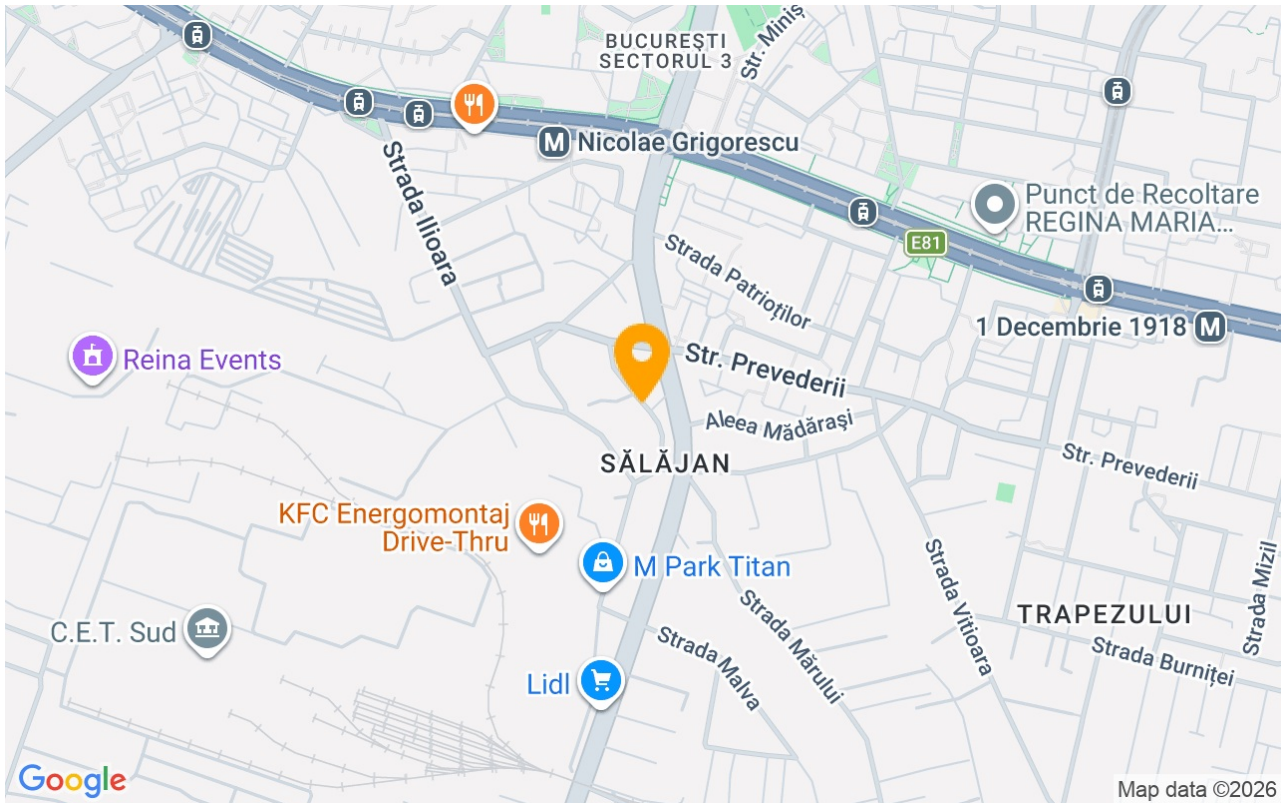 BUCUREȘTI
SECTORUL 3
Str. Miniș
Nicolae Grigorescu
Strada Ilioara
Punct de Recoltare
REGINA MARIA...
E81
Strada Patrioților
1 Decembrie 1918
Reina Events
Str. Prevederii
Aleea Mădărași
SĂLĂJAN
Str. Prevederii
KFC Energomontaj
Drive-Thru
M Park Titan
Strada Vitioara
Strada Mizil
C.E.T. Sud
TRAPEZULUI
Strada Mărului
Strada Malva
Strada Burniței
Lidl
Google
Map data ©2026